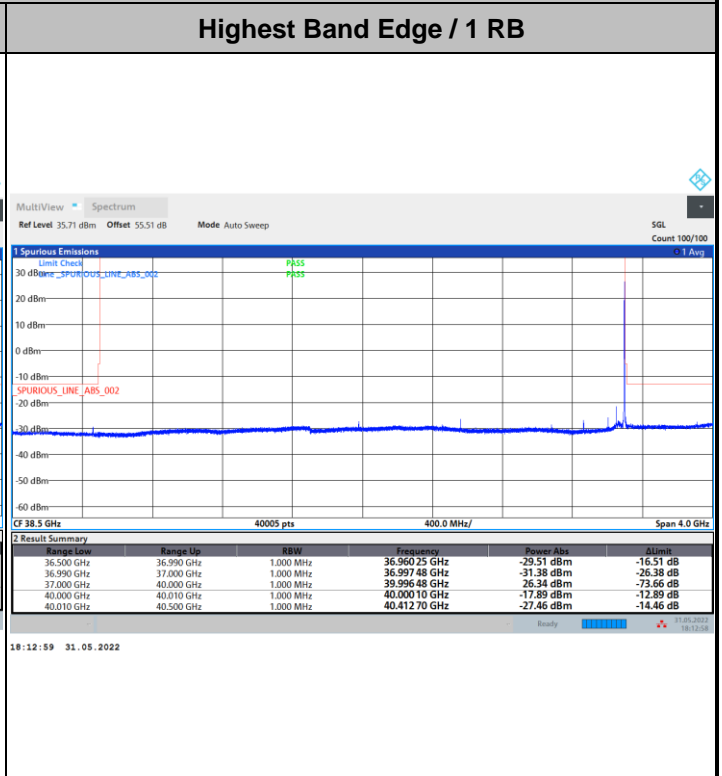 Highest Band Edge / 1 RB
MultiView Spectrum
Ref Level 35.71 dBm Offset 55.51 dB Mode Auto Sweep SGL
Count 100/100
1 Spurious Emissions 1 Avg
Limit Check PASS
30 dBm Line _SPURIOUS_LINE_ABS_002 PASS
20 dBm
10 dBm
0 dBm
-10 dBm
_SPURIOUS_LINE_ABS_002
-20 dBm
-30 dBm
-40 dBm
-50 dBm
-60 dBm
CF 38.5 GHz 40005 pts 400.0 MHz/ Span 4.0 GHz
2 Result Summary
Range Low Range Up RBW Frequency Power Abs ΔLimit
36.500 GHz 36.990 GHz 1.000 MHz 36.960 25 GHz -29.51 dBm -16.51 dB
36.990 GHz 37.000 GHz 1.000 MHz 36.997 48 GHz -31.38 dBm -26.38 dB
37.000 GHz 40.000 GHz 1.000 MHz 39.996 48 GHz 26.34 dBm -73.66 dB
40.000 GHz 40.010 GHz 1.000 MHz 40.000 10 GHz -17.89 dBm -12.89 dB
40.010 GHz 40.500 GHz 1.000 MHz 40.412 70 GHz -27.46 dBm -14.46 dB
Ready 31.05.2022
18:12:58
18:12:59 31.05.2022